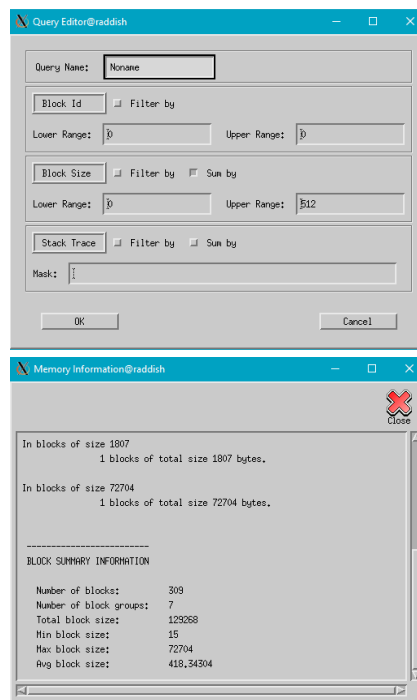 Query Editor@raddish
Query Name: Noname
Block Id Filter by
Lower Range: 0 Upper Range: 0
Block Size Filter by Sum by
Lower Range: 0 Upper Range: 512
Stack Trace Filter by Sum by
Mask:
OK Cancel
Memory Information@raddish
Close
In blocks of size 1807
1 blocks of total size 1807 bytes.
In blocks of size 72704
1 blocks of total size 72704 bytes.
-------------------------
BLOCK SUMMARY INFORMATION
Number of blocks: 309
Number of block groups: 7
Total block size: 129268
Min block size: 15
Max block size: 72704
Avg block size: 418.34304